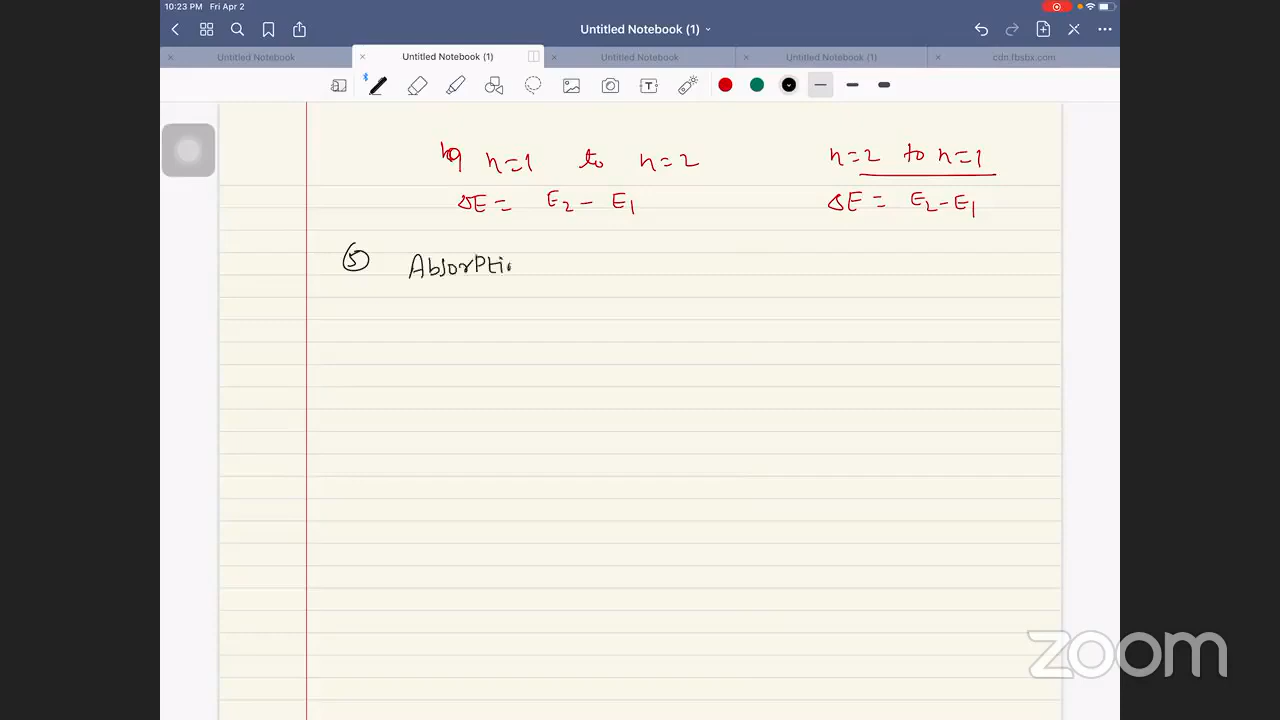 10:23 PM Fri Apr 2
Untitled Notebook (1)
Untitled Notebook
Untitled Notebook (1)
Untitled Notebook
Untitled Notebook (1)
cdn.fbsbx.com
n=1 to n=2
n=2 to n=1
ΔE = E2 - E1
ΔE = E2-E1
5 Absorpti
zoom